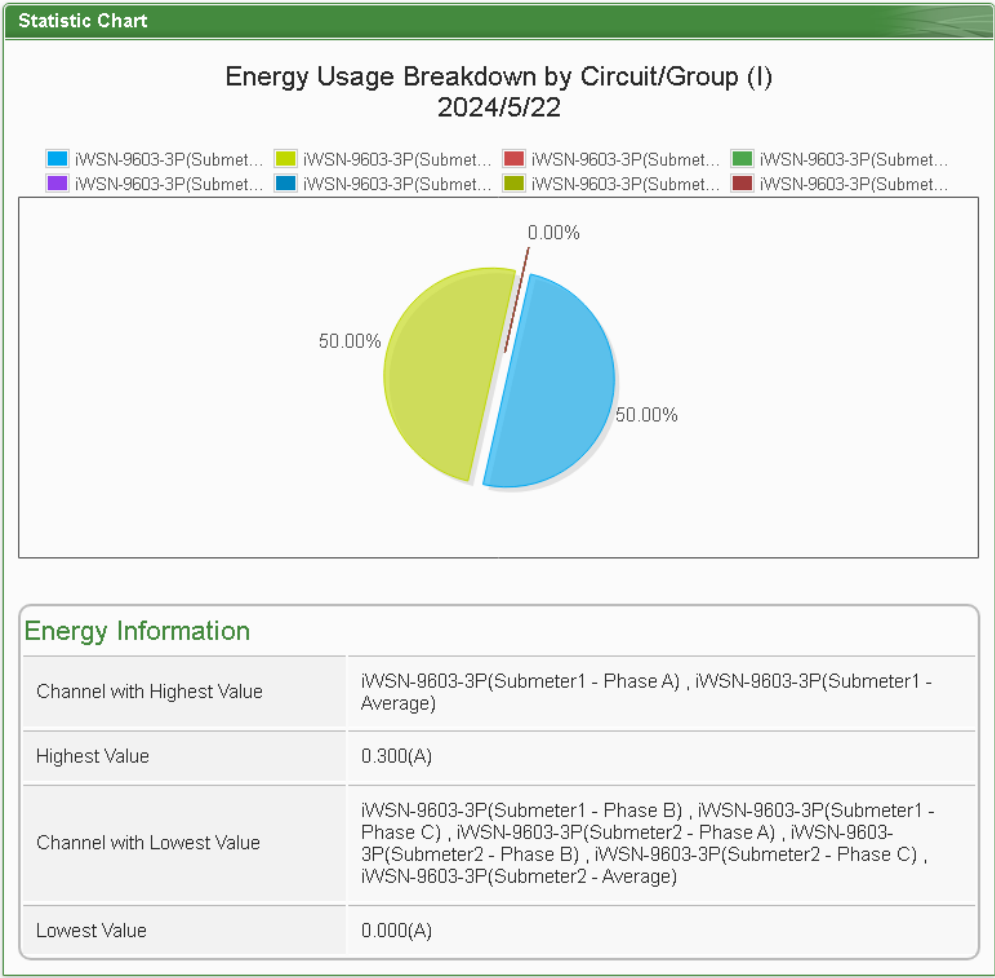 Statistic Chart
Energy Usage Breakdown by Circuit/Group (I)
2024/5/22
iWSN-9603-3P(Submet... iWSN-9603-3P(Submet... iWSN-9603-3P(Submet... iWSN-9603-3P(Submet...
iWSN-9603-3P(Submet... iWSN-9603-3P(Submet... iWSN-9603-3P(Submet... iWSN-9603-3P(Submet...
0.00%
50.00%
50.00%
Energy Information
Channel with Highest Value
iWSN-9603-3P(Submeter1 - Phase A) , iWSN-9603-3P(Submeter1 -
Average)
Highest Value
0.300(A)
Channel with Lowest Value
iWSN-9603-3P(Submeter1 - Phase B) , iWSN-9603-3P(Submeter1 -
Phase C) , iWSN-9603-3P(Submeter2 - Phase A) , iWSN-9603-
3P(Submeter2 - Phase B) , iWSN-9603-3P(Submeter2 - Phase C) ,
iWSN-9603-3P(Submeter2 - Average)
Lowest Value
0.000(A)